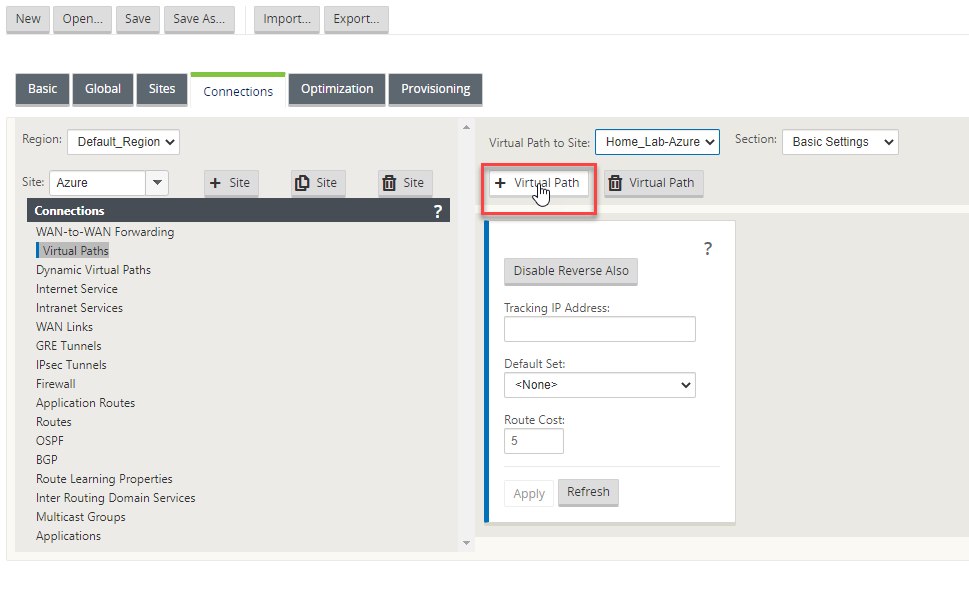 New Open... Save Save As... Import... Export...
Basic Global Sites Connections Optimization Provisioning
Region: Default_Region
Site: Azure + Site Site Site
Connections ?
WAN-to-WAN Forwarding
Virtual Paths
Dynamic Virtual Paths
Internet Service
Intranet Services
WAN Links
GRE Tunnels
IPsec Tunnels
Firewall
Application Routes
Routes
OSPF
BGP
Route Learning Properties
Inter Routing Domain Services
Multicast Groups
Applications
Virtual Path to Site: Home_Lab-Azure Section: Basic Settings
+ Virtual Path Virtual Path
?
Disable Reverse Also
Tracking IP Address:
Default Set:
<None>
Route Cost:
5
Apply Refresh